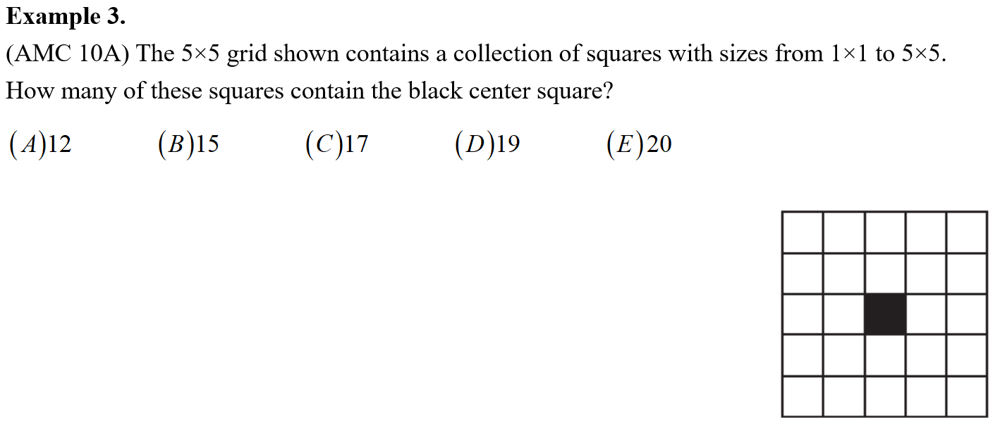 Example 3.
(AMC 10A) The 5×5 grid shown contains a collection of squares with sizes from 1×1 to 5×5.
How many of these squares contain the black center square?
(A)12 (B)15 (C)17 (D)19 (E)20